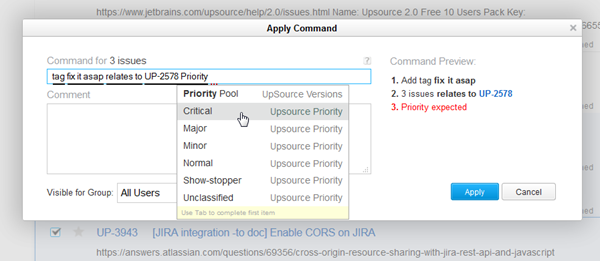 https://www.jetbrains.com/upsource/help/2.0/issues.html Name: Upsource 2.0 Free 10 Users Pack Key:
Apply Command
Command for 3 issues ?
tag fix it asap relates to UP-2578 Priority
Comment
Priority Pool UpSource Versions
Critical Upsource Priority
Major Upsource Priority
Minor Upsource Priority
Normal Upsource Priority
Show-stopper Upsource Priority
Unclassified Upsource Priority
Use Tab to complete first item
Visible for Group: All Users
Command Preview:
1. Add tag fix it asap
2. 3 issues relates to UP-2578
3. Priority expected
Apply Cancel
UP-3943 [JIRA integration -to doc] Enable CORS on JIRA
https://answers.atlassian.com/questions/69356/cross-origin-resource-sharing-with-jira-rest-api-and-javascript